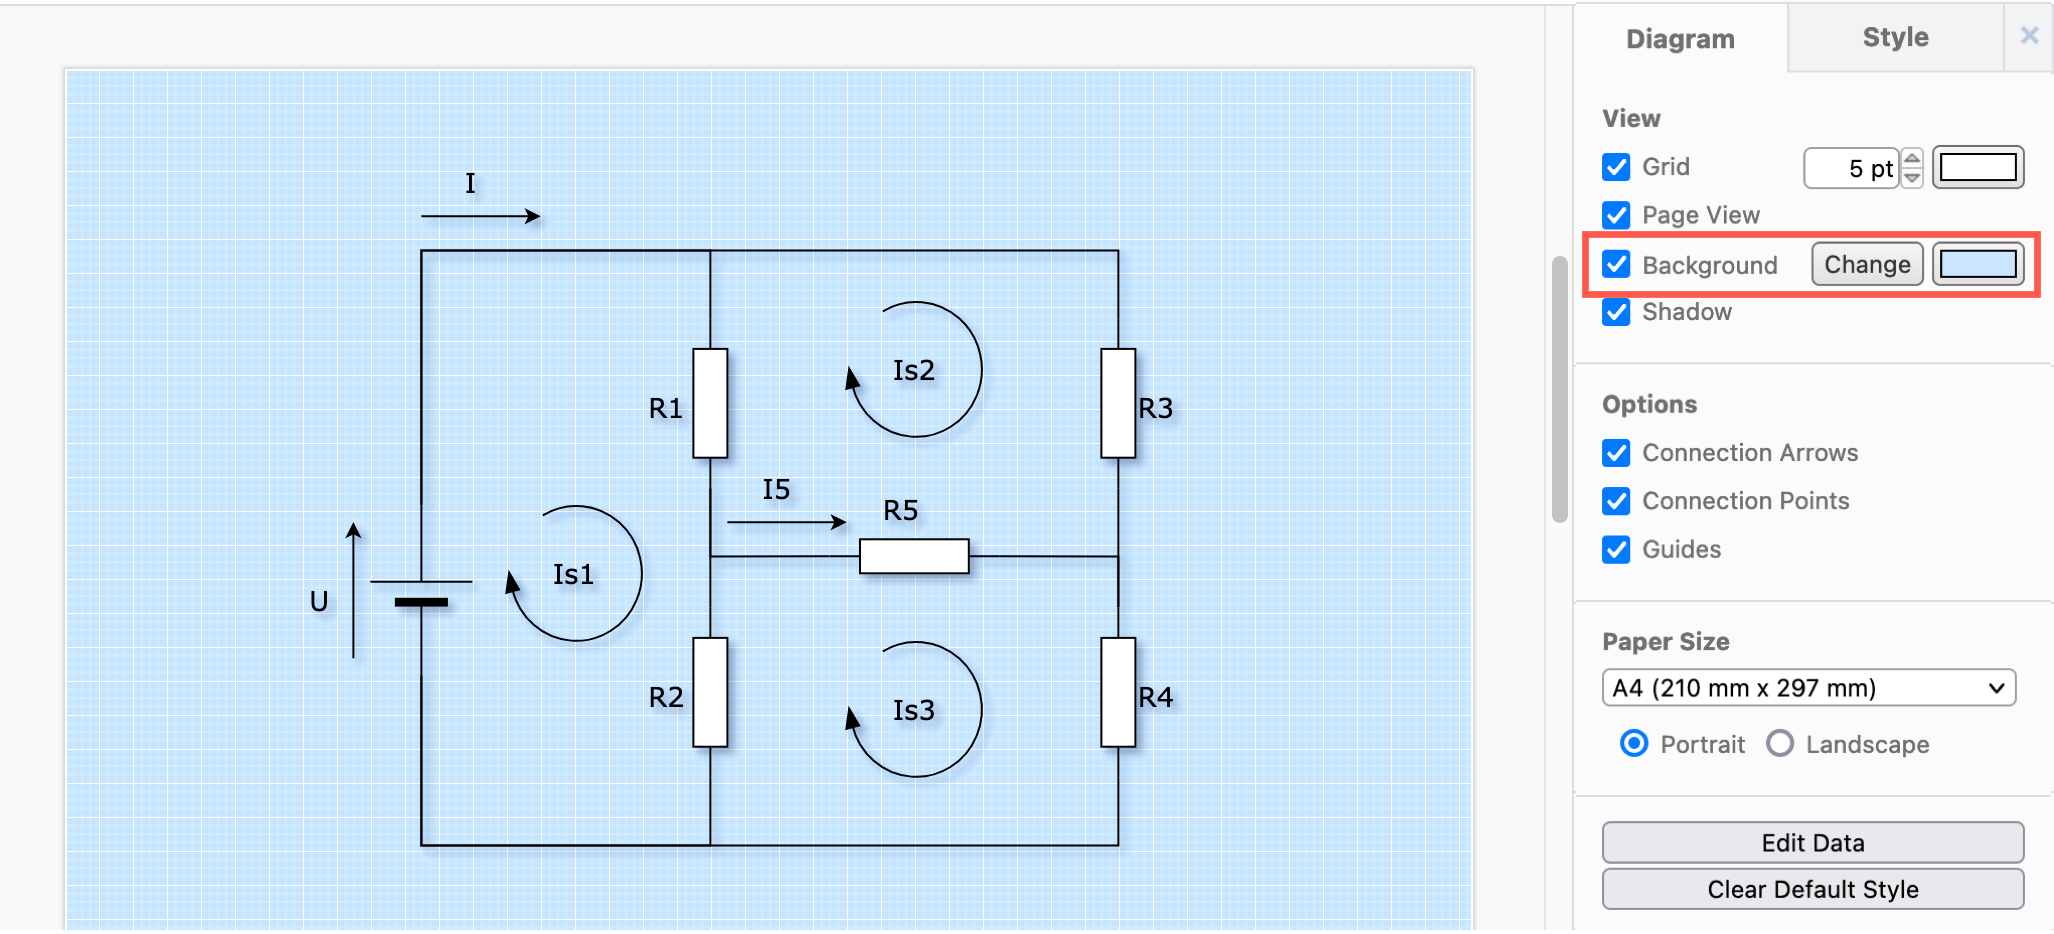 Diagram
Style
×
View
Grid
5 pt
Page View
Background
Change
Shadow
Options
Connection Arrows
Connection Points
Guides
Paper Size
A4 (210 mm x 297 mm)
Portrait
Landscape
Edit Data
Clear Default Style
I
Is2
R1
R3
I5
R5
Is1
U
R2
Is3
R4